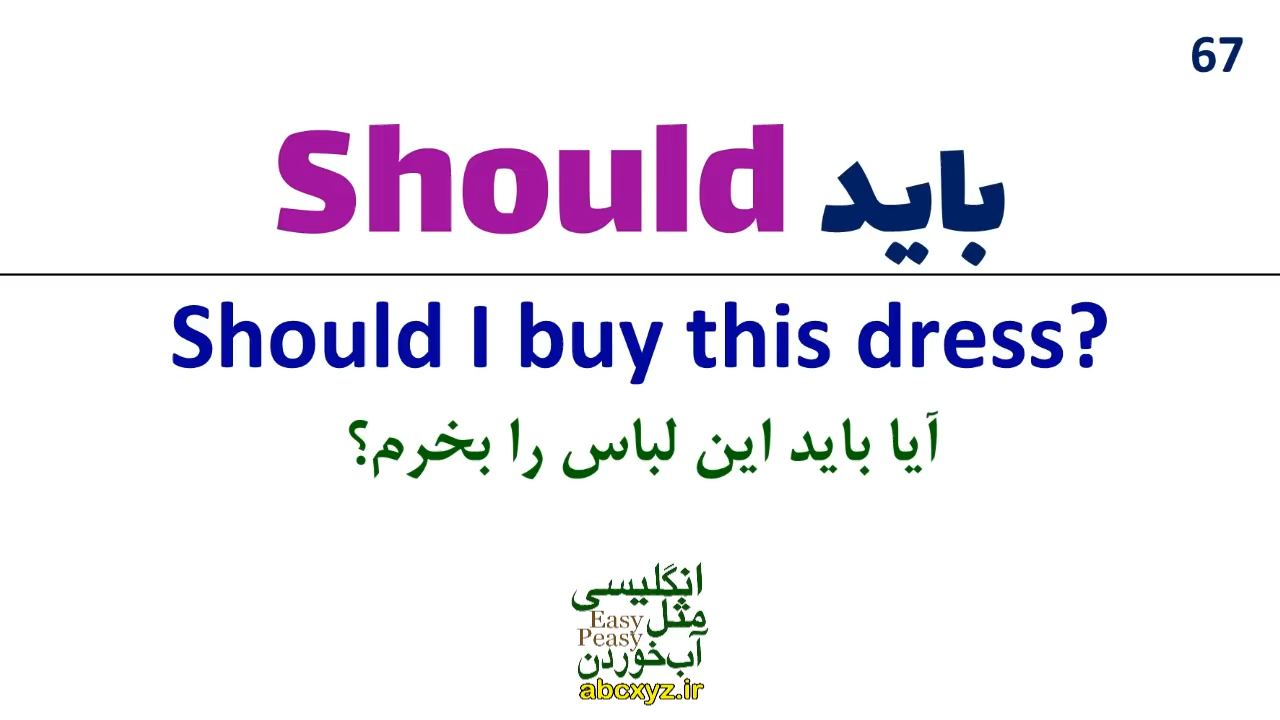 67
Should باید
Should I buy this dress?
آیا باید این لباس را بخرم؟
انگلیسی
مثل
Easy
Peasy
آب‌خوردن
abcxyz.ir